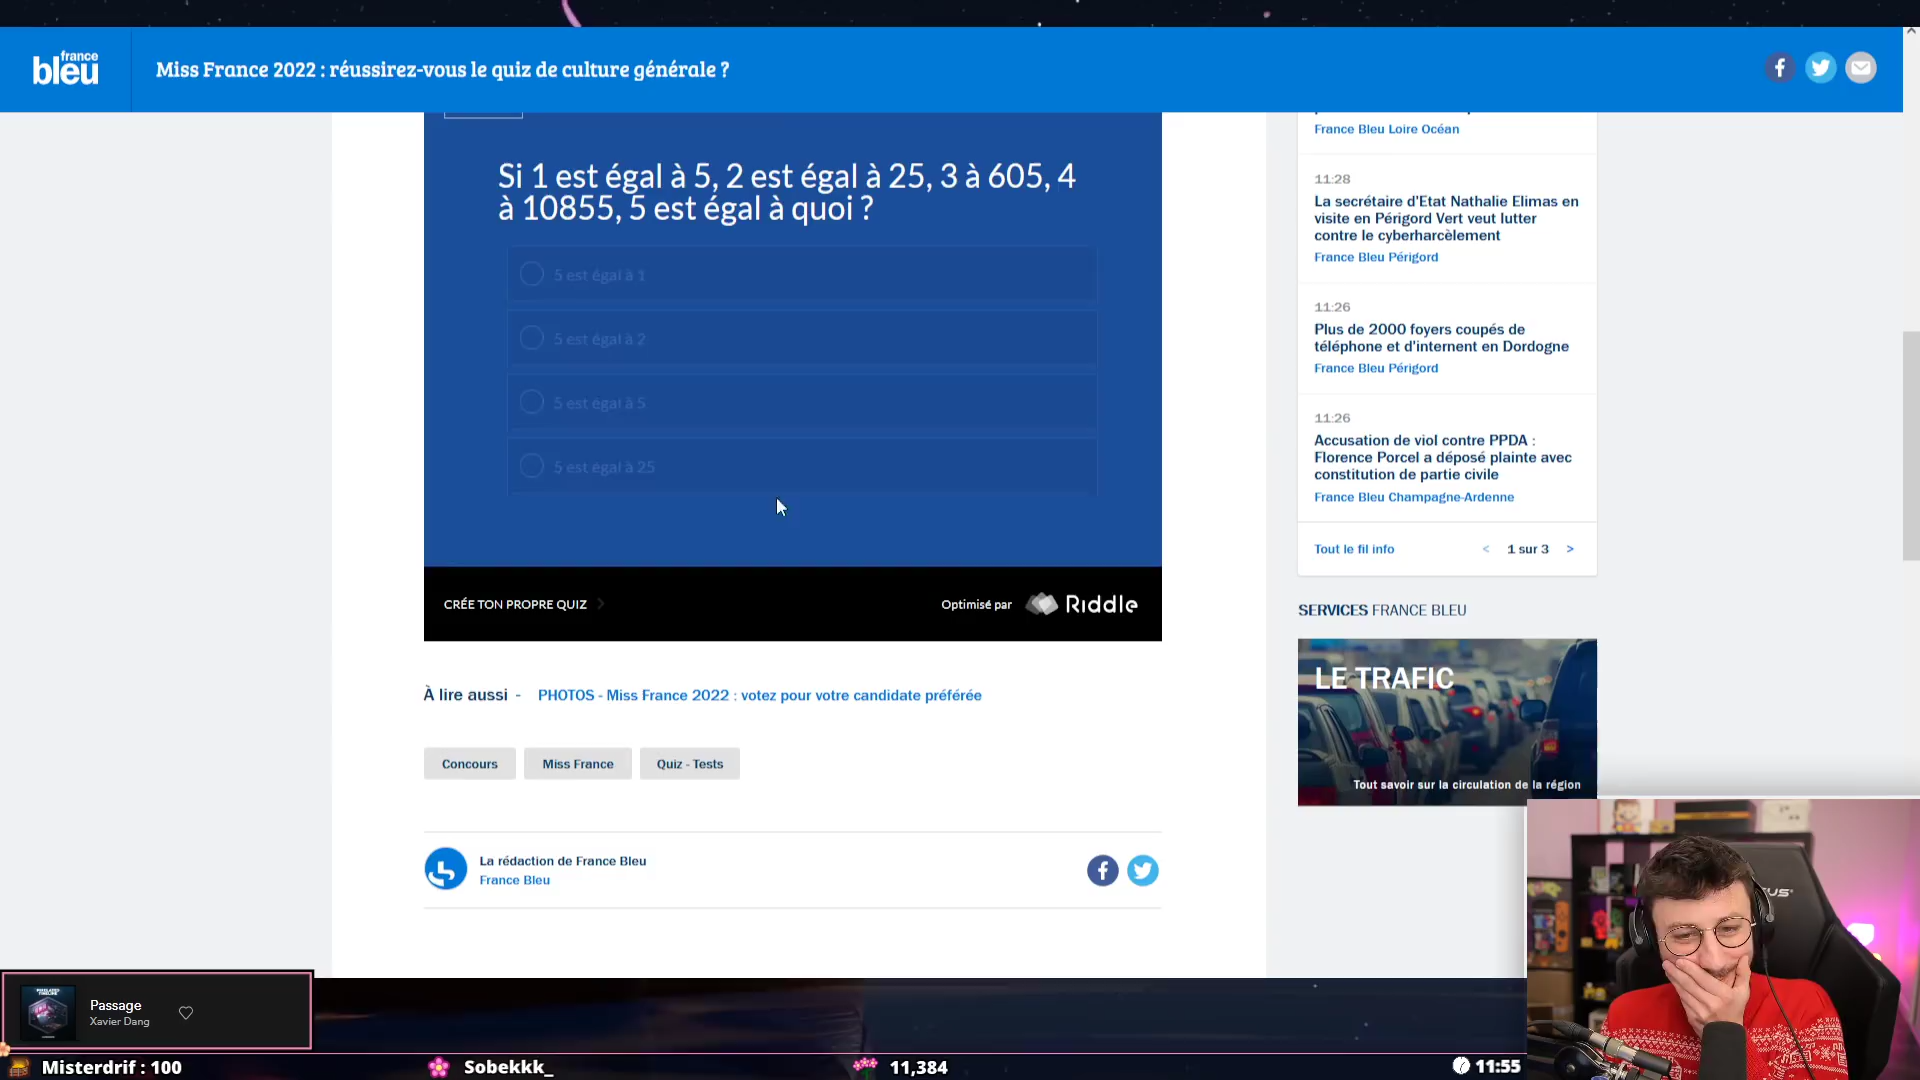 france
bleu
Miss France 2022 : réussirez-vous le quiz de culture générale ?
Si 1 est égal à 5, 2 est égal à 25, 3 à 605, 4
à 10855, 5 est égal à quoi ?
5 est égal à 1
5 est égal à 2
5 est égal à 5
5 est égal à 25
CRÉE TON PROPRE QUIZ
Optimisé par
Riddle
À lire aussi - PHOTOS - Miss France 2022 : votez pour votre candidate préférée
Concours
Miss France
Quiz - Tests
La rédaction de France Bleu
France Bleu
France Bleu Loire Océan
11:28
La secrétaire d'Etat Nathalie Elimas en
visite en Périgord Vert veut lutter
contre le cyberharcèlement
France Bleu Périgord
11:26
Plus de 2000 foyers coupés de
téléphone et d'internent en Dordogne
France Bleu Périgord
11:26
Accusation de viol contre PPDA :
Florence Porcel a déposé plainte avec
constitution de partie civile
France Bleu Champagne-Ardenne
Tout le fil info
< 1 sur 3 >
SERVICES FRANCE BLEU
LE TRAFIC
Tout savoir sur la circulation de la région
Passage
Xavier Dang
Misterdrif : 100
Sobekkk_
11,384
11:55